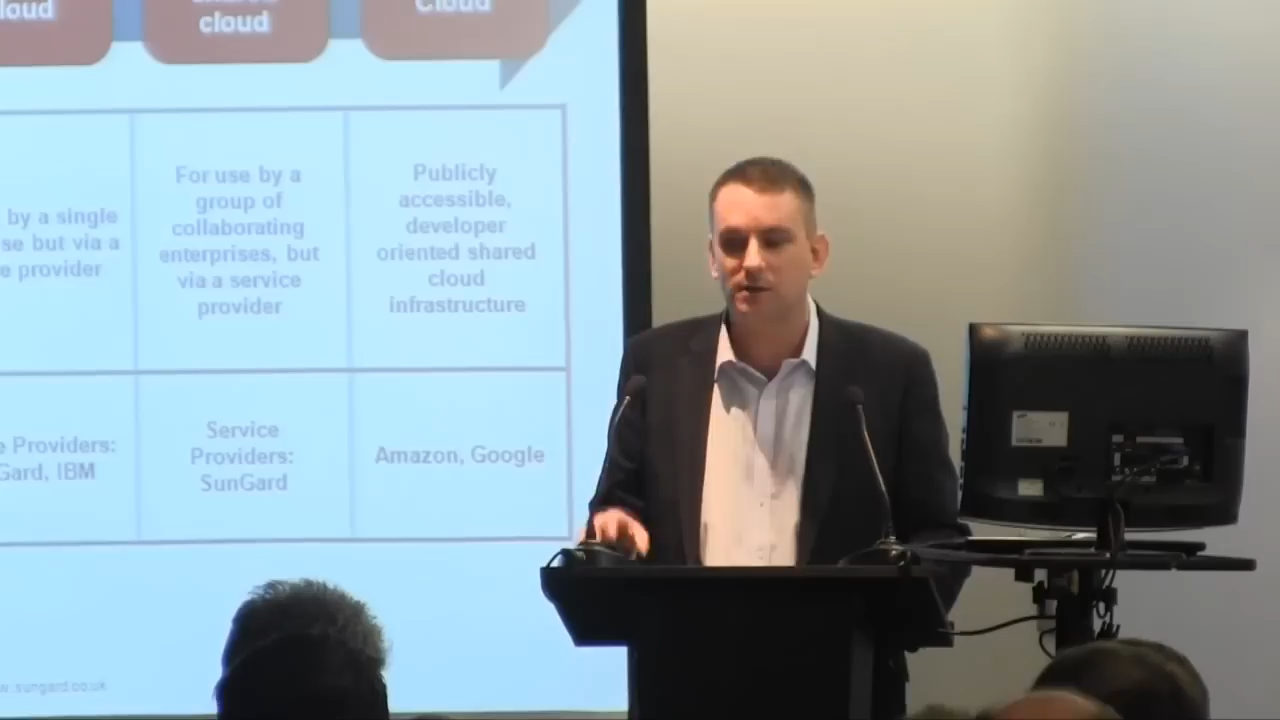 loud
cloud
Cloud
by a single
se but via a
e provider
For use by a
group of
collaborating
enterprises, but
via a service
provider
Publicly
accessible,
developer
oriented shared
cloud
infrastructure
e Providers:
Gard, IBM
Service
Providers:
SunGard
Amazon, Google
w.sungard.co.uk